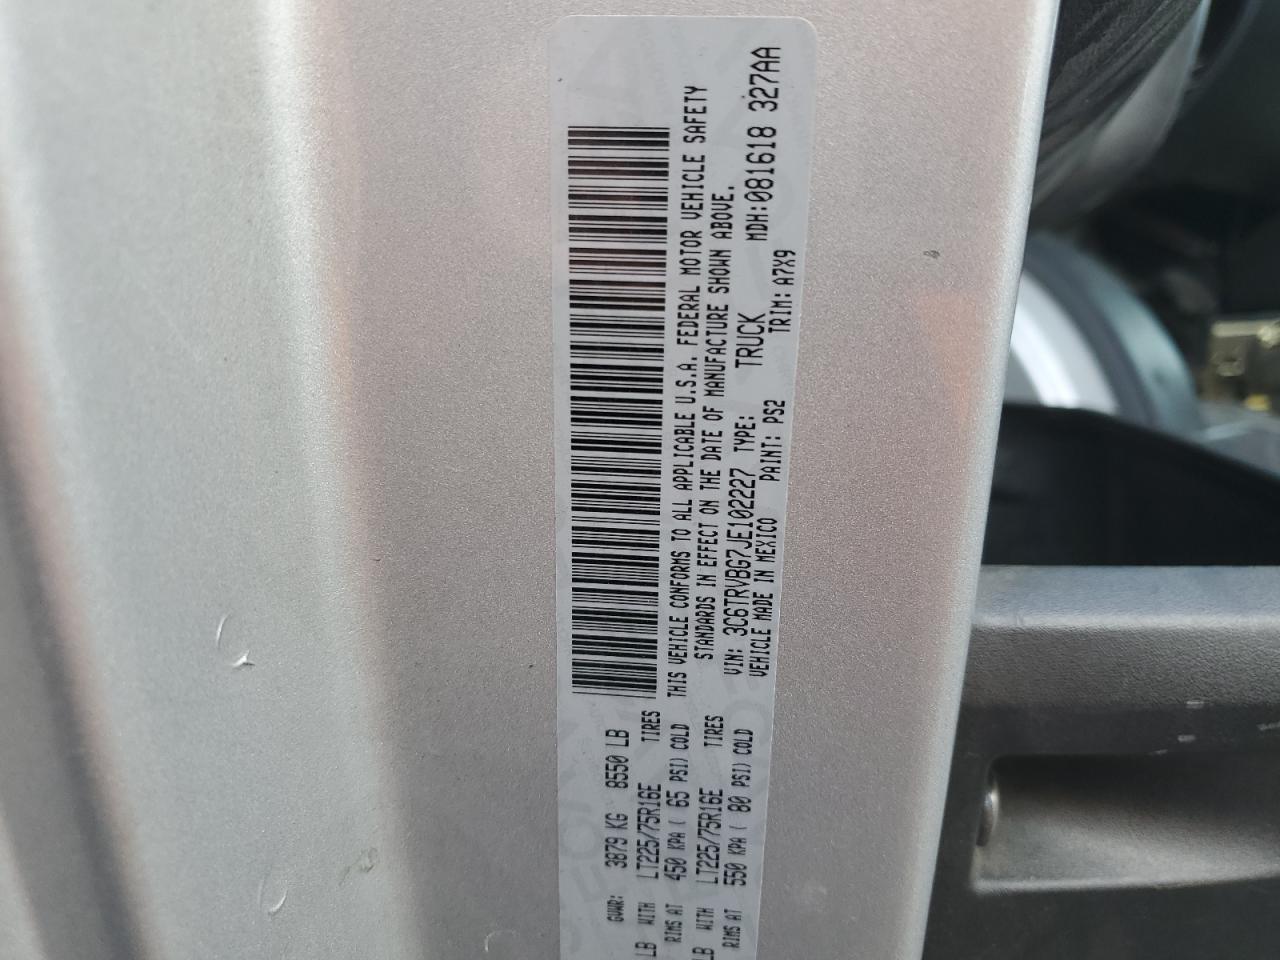 GVWR: 3879 KG 8550 LB
LB WITH LT225/75R16E TIRES
RIMS AT 450 KPA ( 65 PSI) COLD
LB WITH LT225/75R16E TIRES
RIMS AT 550 KPA ( 80 PSI) COLD
THIS VEHICLE CONFORMS TO ALL APPLICABLE U.S.A. FEDERAL MOTOR VEHICLE SAFETY
STANDARDS IN EFFECT ON THE DATE OF MANUFACTURE SHOWN ABOVE.
VIN: 3C6TRVBG7JE102227 TYPE: TRUCK MDH:081618 327AA
VEHICLE MADE IN MEXICO PAINT: PS2 TRIM: A7X9